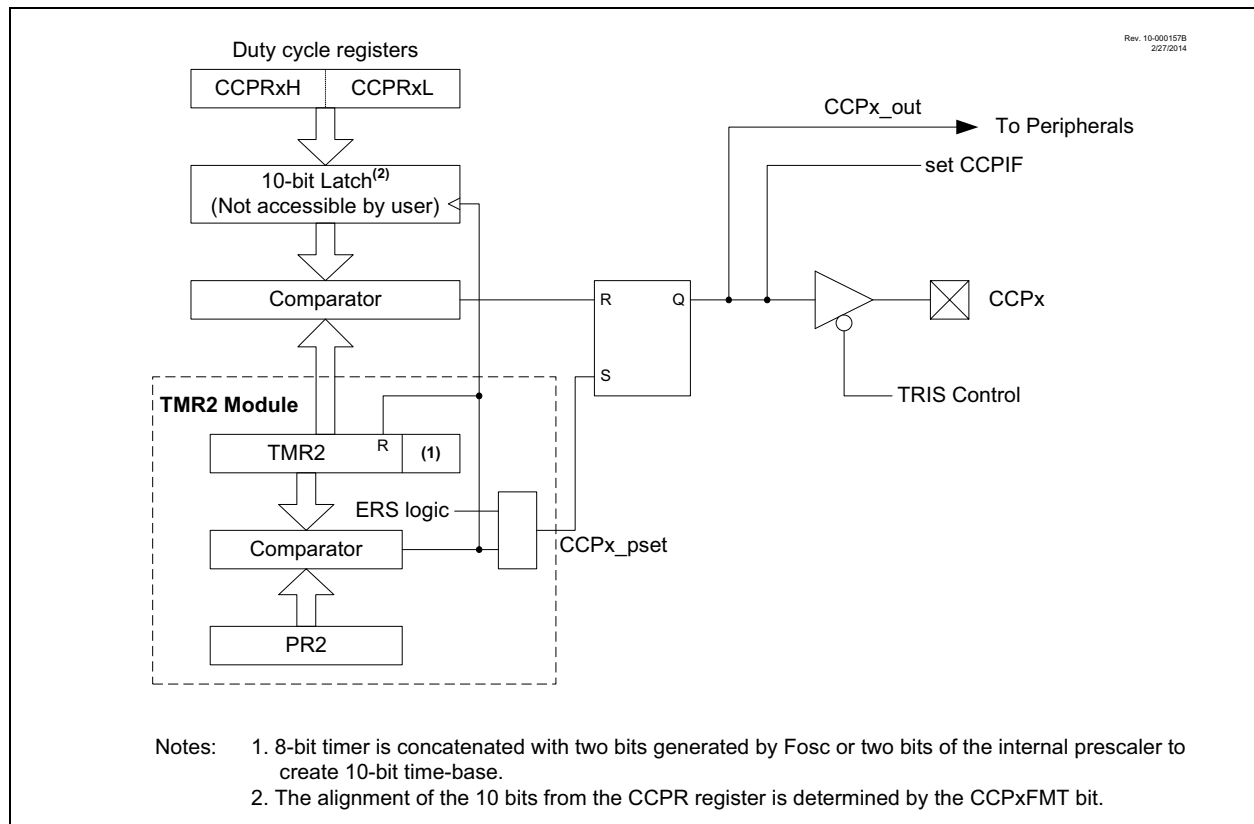 Rev. 10-000157B
2/27/2014
Duty cycle registers
CCPRxH
CCPRxL
CCPx_out
To Peripherals
set CCPIF
10-bit Latch(2)
(Not accessible by user)
Comparator
R
Q
S
CCPx
TRIS Control
TMR2 Module
TMR2
R
(1)
ERS logic
CCPx_pset
Comparator
PR2
Notes: 1. 8-bit timer is concatenated with two bits generated by Fosc or two bits of the internal prescaler to
create 10-bit time-base.
2. The alignment of the 10 bits from the CCPR register is determined by the CCPxFMT bit.